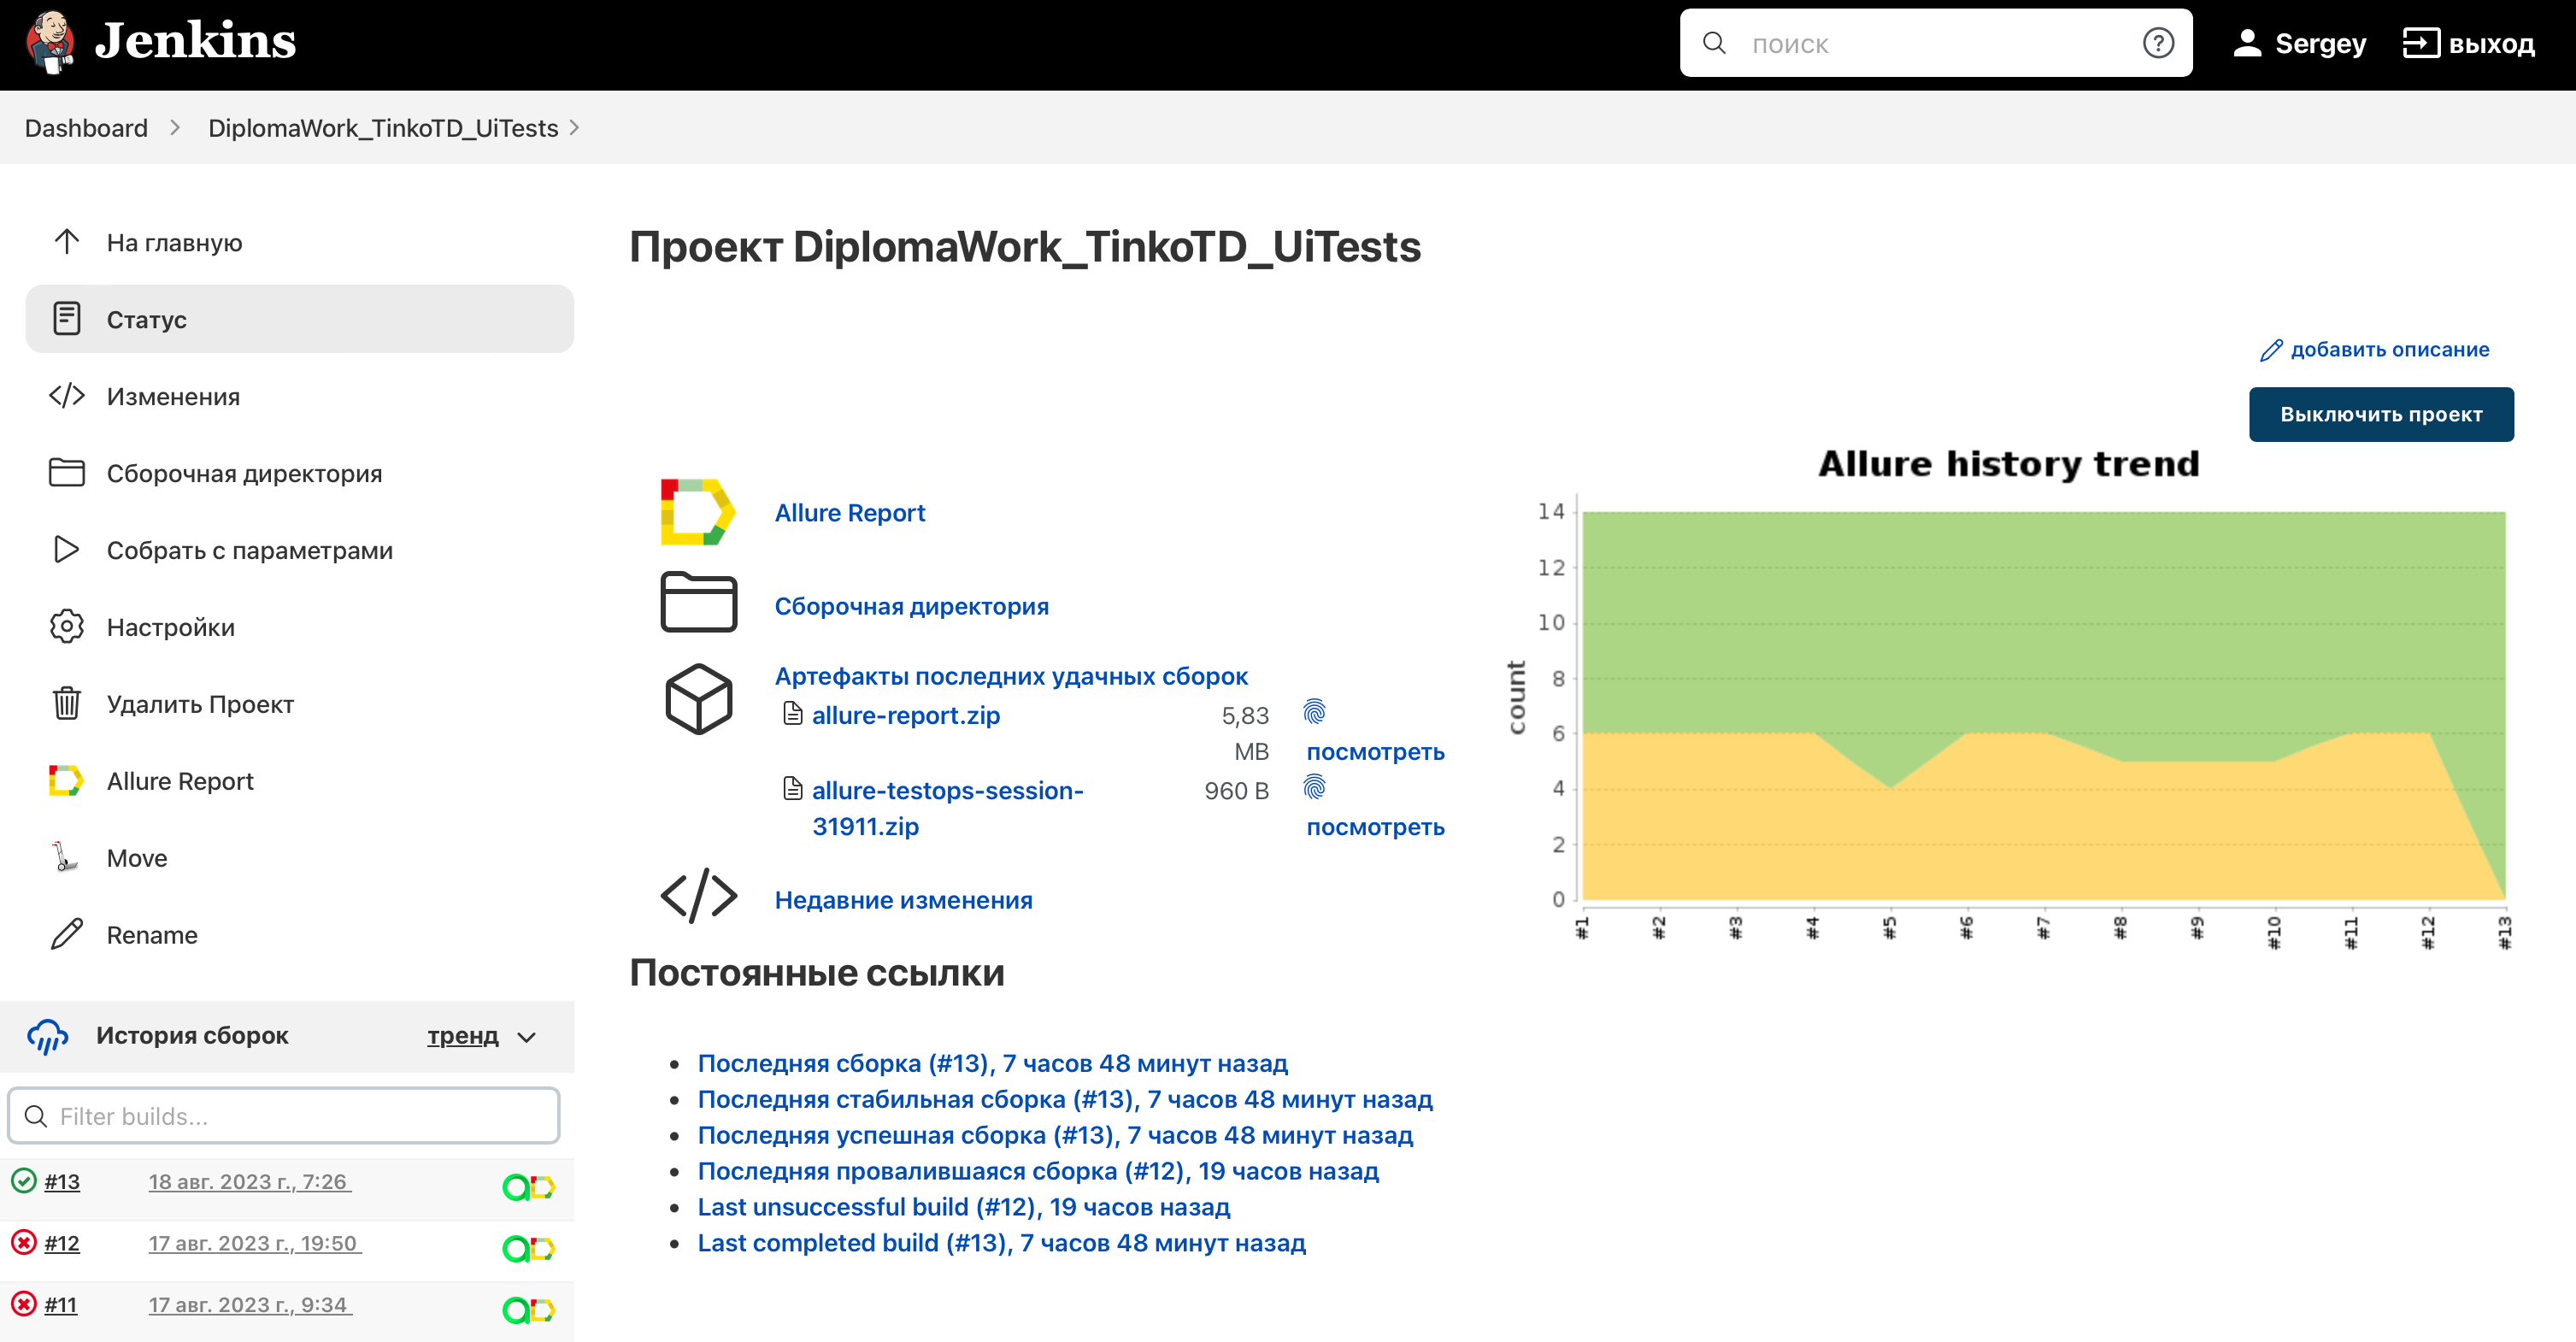 Jenkins
поиск
Sergey
выход
Dashboard
DiplomaWork_TinkoTD_UiTests
На главную
Статус
Изменения
Сборочная директория
Собрать с параметрами
Настройки
Удалить Проект
Allure Report
Move
Rename
История сборок
тренд
Filter builds...
#13 18 авг. 2023 г., 7:26
#12 17 авг. 2023 г., 19:50
#11 17 авг. 2023 г., 9:34
Проект DiplomaWork_TinkoTD_UiTests
добавить описание
Выключить проект
Allure Report
Сборочная директория
Артефакты последних удачных сборок
allure-report.zip 5,83
MB посмотреть
allure-testops-session- 960 B
31911.zip посмотреть
Недавние изменения
Allure history trend
count
14
12
10
8
6
4
2
0
#1 #2 #3 #4 #5 #6 #7 #8 #9 #10 #11 #12 #13
Постоянные ссылки
Последняя сборка (#13), 7 часов 48 минут назад
Последняя стабильная сборка (#13), 7 часов 48 минут назад
Последняя успешная сборка (#13), 7 часов 48 минут назад
Последняя провалившаяся сборка (#12), 19 часов назад
Last unsuccessful build (#12), 19 часов назад
Last completed build (#13), 7 часов 48 минут назад